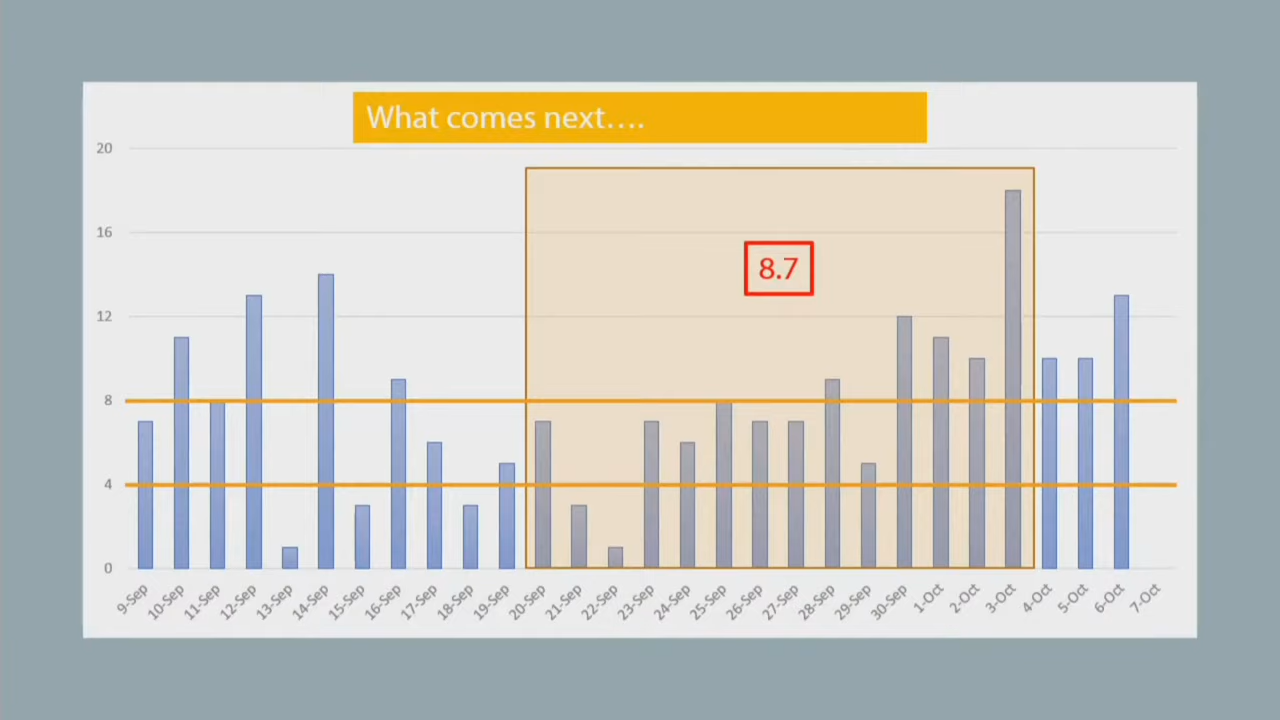 What comes next....
20
16
12
8
4
0
8.7
9-Sep
10-Sep
11-Sep
12-Sep
13-Sep
14-Sep
15-Sep
16-Sep
17-Sep
18-Sep
19-Sep
20-Sep
21-Sep
22-Sep
23-Sep
24-Sep
25-Sep
26-Sep
27-Sep
28-Sep
29-Sep
30-Sep
1-Oct
2-Oct
3-Oct
4-Oct
5-Oct
6-Oct
7-Oct